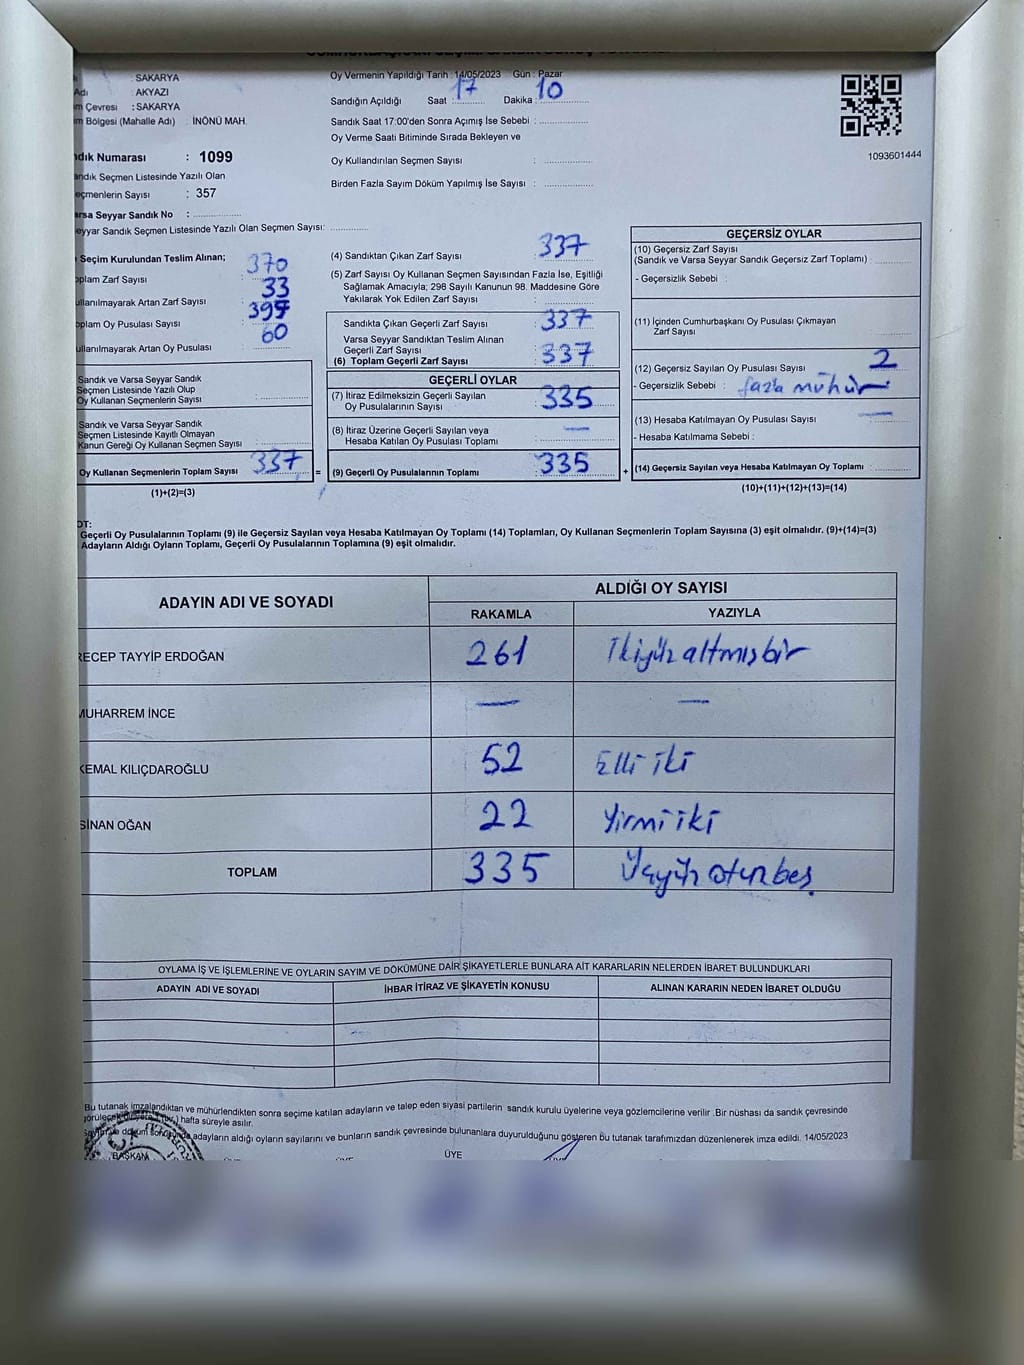 SAKARYA
Adı : AKYAZI
m Çevresi : SAKARYA
m Bölgesi (Mahalle Adı) : İNÖNÜ MAH.
dık Numarası : 1099
andık Seçmen Listesinde Yazılı Olan
eçmenlerin Sayısı : 357
arsa Seyyar Sandık No :
eyyar Sandık Seçmen Listesinde Yazılı Olan Seçmen Sayısı:
Oy Vermenin Yapıldığı Tarih : 14/05/2023 Gün : Pazar
Sandığın Açıldığı Saat 17 Dakika 10
Sandık Saat 17:00'den Sonra Açımış İse Sebebi :
Oy Verme Saati Bitiminde Sırada Bekleyen ve
Oy Kullandırılan Seçmen Sayısı :
Birden Fazla Sayım Döküm Yapılmış İse Sayısı :
1093601444
Seçim Kurulundan Teslim Alınan;
plam Zarf Sayısı : 370
ullanılmayarak Artan Zarf Sayısı : 33
oplam Oy Pusulası Sayısı
ullanılmayarak Artan Oy Pusulası 60
Sandık ve Varsa Seyyar Sandık
Seçmen Listesinde Yazılı Olup
Oy Kullanan Seçmenlerin Sayısı :
Sandık ve Varsa Seyyar Sandık
Seçmen Listesinde Kayıtlı Olmayan
Kanun Gereği Oy Kullanan Seçmen Sayısı
Oy Kullanan Seçmenlerin Toplam Sayısı 337 =
(1)+(2)=(3)
(4) Sandıktan Çıkan Zarf Sayısı : 337
(5) Zarf Sayısı Oy Kullanan Seçmen Sayısından Fazla İse, Eşitliği
Sağlamak Amacıyla; 298 Sayılı Kanunun 98. Maddesine Göre
Yakılarak Yok Edilen Zarf Sayısı :
Sandıkta Çıkan Geçerli Zarf Sayısı : 337
Varsa Seyyar Sandıktan Teslim Alınan
Geçerli Zarf Sayısı
(6) Toplam Geçerli Zarf Sayısı : 337
GEÇERLİ OYLAR
(7) İtiraz Edilmeksizin Geçerli Sayılan
Oy Pusulalarının Sayısı : 335
(8) İtiraz Üzerine Geçerli Sayılan veya
Hesaba Katılan Oy Pusulası Toplamı : —
(9) Geçerli Oy Pusulalarının Toplamı : 335 +
GEÇERSİZ OYLAR
(10) Geçersiz Zarf Sayısı
(Sandık ve Varsa Seyyar Sandık Geçersiz Zarf Toplamı) :
- Geçersizlik Sebebi :
(11) İçinden Cumhurbaşkanı Oy Pusulası Çıkmayan
Zarf Sayısı
(12) Geçersiz Sayılan Oy Pusulası Sayısı : 2
- Geçersizlik Sebebi : fazla mühür
(13) Hesaba Katılmayan Oy Pusulası Sayısı : —
- Hesaba Katılmama Sebebi :
(14) Geçersiz Sayılan veya Hesaba Katılmayan Oy Toplamı :
(10)+(11)+(12)+(13)=(14)
OT:
Geçerli Oy Pusulalarının Toplamı (9) ile Geçersiz Sayılan veya Hesaba Katılmayan Oy Toplamı (14) Toplamları, Oy Kullanan Seçmenlerin Toplam Sayısına (3) eşit olmalıdır. (9)+(14)=(3)
Adayların Aldığı Oyların Toplamı, Geçerli Oy Pusulalarının Toplamına (9) eşit olmalıdır.
ADAYIN ADI VE SOYADI ALDIĞI OY SAYISI
RAKAMLA YAZIYLA
RECEP TAYYİP ERDOĞAN 261 İkiyüz altmış bir
MUHARREM İNCE — —
KEMAL KILIÇDAROĞLU 52 Elli iki
SİNAN OĞAN 22 Yirmi iki
TOPLAM 335 Üçyüz otuz beş
OYLAMA İŞ VE İŞLEMLERİNE VE OYLARIN SAYIM VE DÖKÜMÜNE DAİR ŞİKAYETLERLE BUNLARA AİT KARARLARIN NELERDEN İBARET BULUNDUKLARI
ADAYIN ADI VE SOYADI İHBAR İTİRAZ VE ŞİKAYETİN KONUSU ALINAN KARARIN NEDEN İBARET OLDUĞU
Bu tutanak imzalandıktan ve mühürlendikten sonra seçime katılan adayların ve talep eden siyasi partilerin sandık kurulu üyelerine veya gözlemcilerine verilir. Bir nüshası da sandık çevresinde
hafta süreyle asılır.
adayların aldığı oyların sayılarını ve bunların sandık çevresinde bulunanlara duyurulduğunu gösteren bu tutanak tarafımızdan düzenlenerek imza edildi. 14/05/2023
BAŞKAN ÜYE